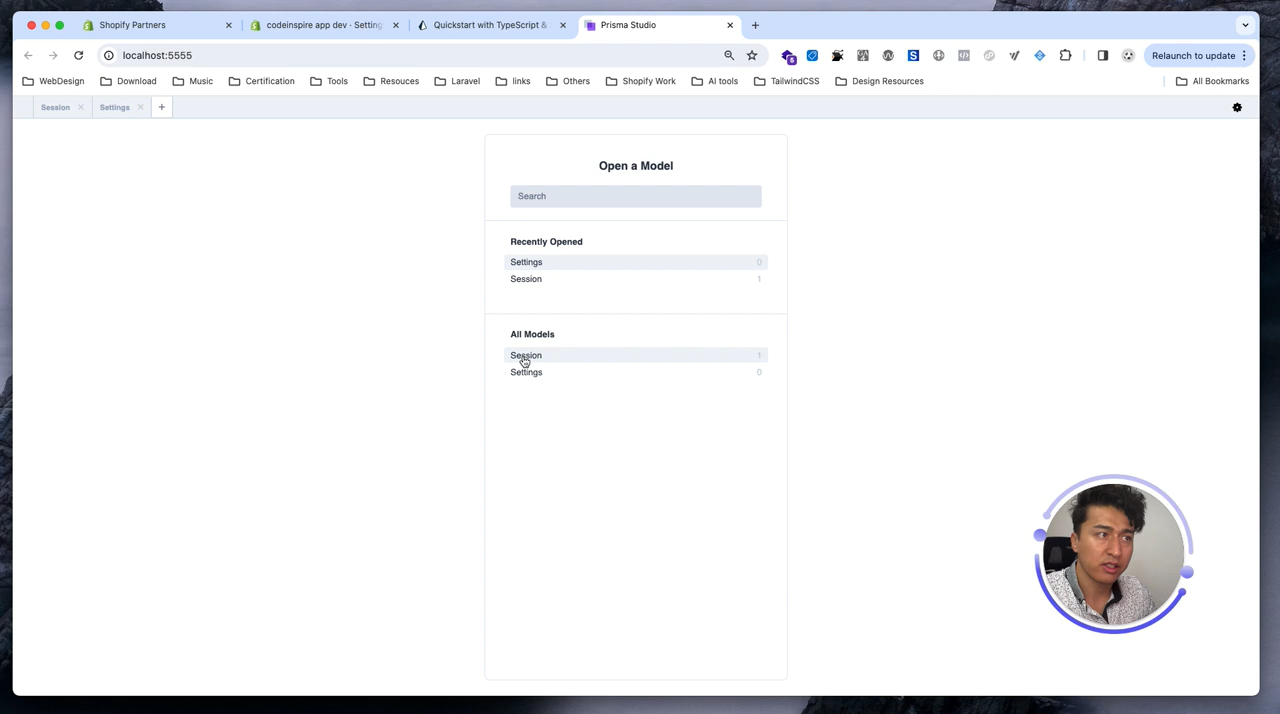 Shopify Partners
codeinspire app dev · Setting
Quickstart with TypeScript &
Prisma Studio
localhost:5555
Relaunch to update
WebDesign
Download
Music
Certification
Tools
Resouces
Laravel
links
Others
Shopify Work
AI tools
TailwindCSS
Design Resources
All Bookmarks
Session
Settings
Open a Model
Search
Recently Opened
Settings 0
Session 1
All Models
Session 1
Settings 0